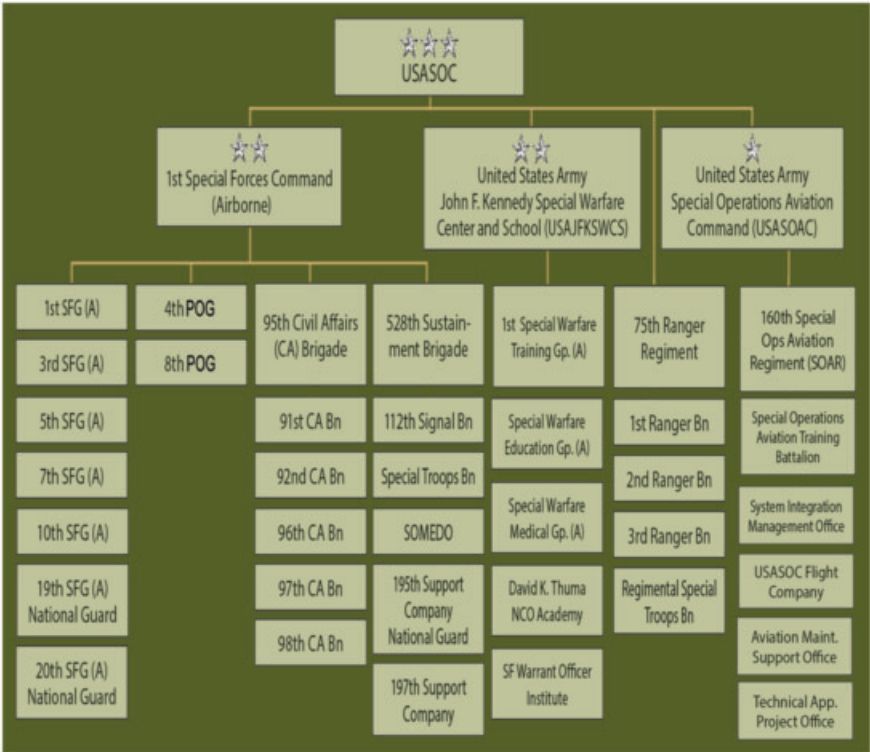 USASOC
1st Special Forces Command
(Airborne)
United States Army
John F. Kennedy Special Warfare
Center and School (USAJFKSWCS)
United States Army
Special Operations Aviation
Command (USASOAC)
1st SFG (A)
3rd SFG (A)
5th SFG (A)
7th SFG (A)
10th SFG (A)
19th SFG (A)
National Guard
20th SFG (A)
National Guard
4th POG
8th POG
95th Civil Affairs
(CA) Brigade
91st CA Bn
92nd CA Bn
96th CA Bn
97th CA Bn
98th CA Bn
528th Sustain-
ment Brigade
112th Signal Bn
Special Troops Bn
SOMEDO
195th Support
Company
National Guard
197th Support
Company
1st Special Warfare
Training Gp. (A)
Special Warfare
Education Gp. (A)
Special Warfare
Medical Gp. (A)
David K. Thuma
NCO Academy
SF Warrant Officer
Institute
75th Ranger
Regiment
1st Ranger Bn
2nd Ranger Bn
3rd Ranger Bn
Regimental Special
Troops Bn
160th Special
Ops Aviation
Regiment (SOAR)
Special Operations
Aviation Training
Battalion
System Integration
Management Office
USASOC Flight
Company
Aviation Maint.
Support Office
Technical App.
Project Office